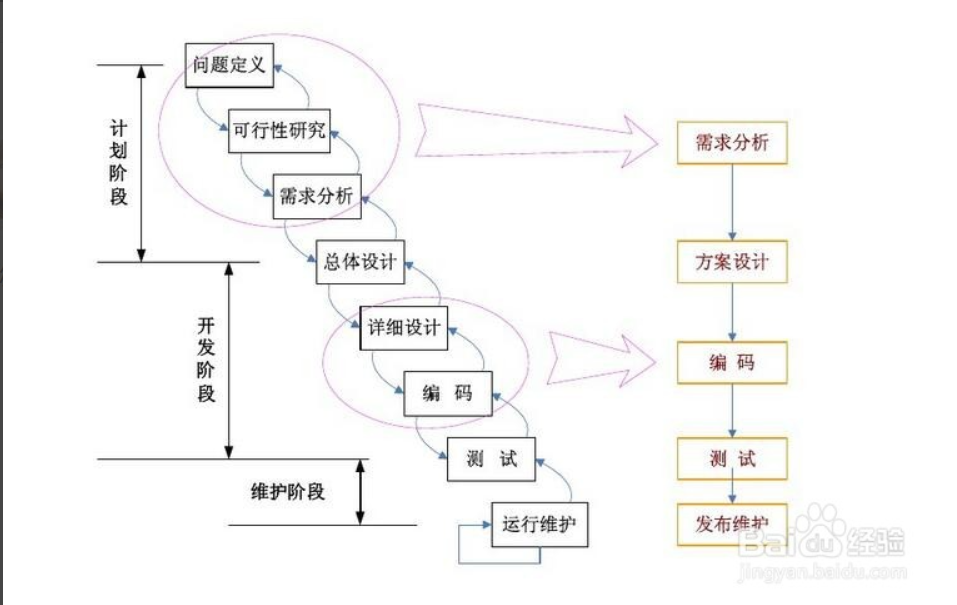 问题定义
可行性研究
需求分析
总体设计
详细设计
编 码
测 试
运行维护
计划阶段
开发阶段
维护阶段
需求分析
方案设计
编 码
测 试
发布维护
Baidu经验
jingyan.baidu.com